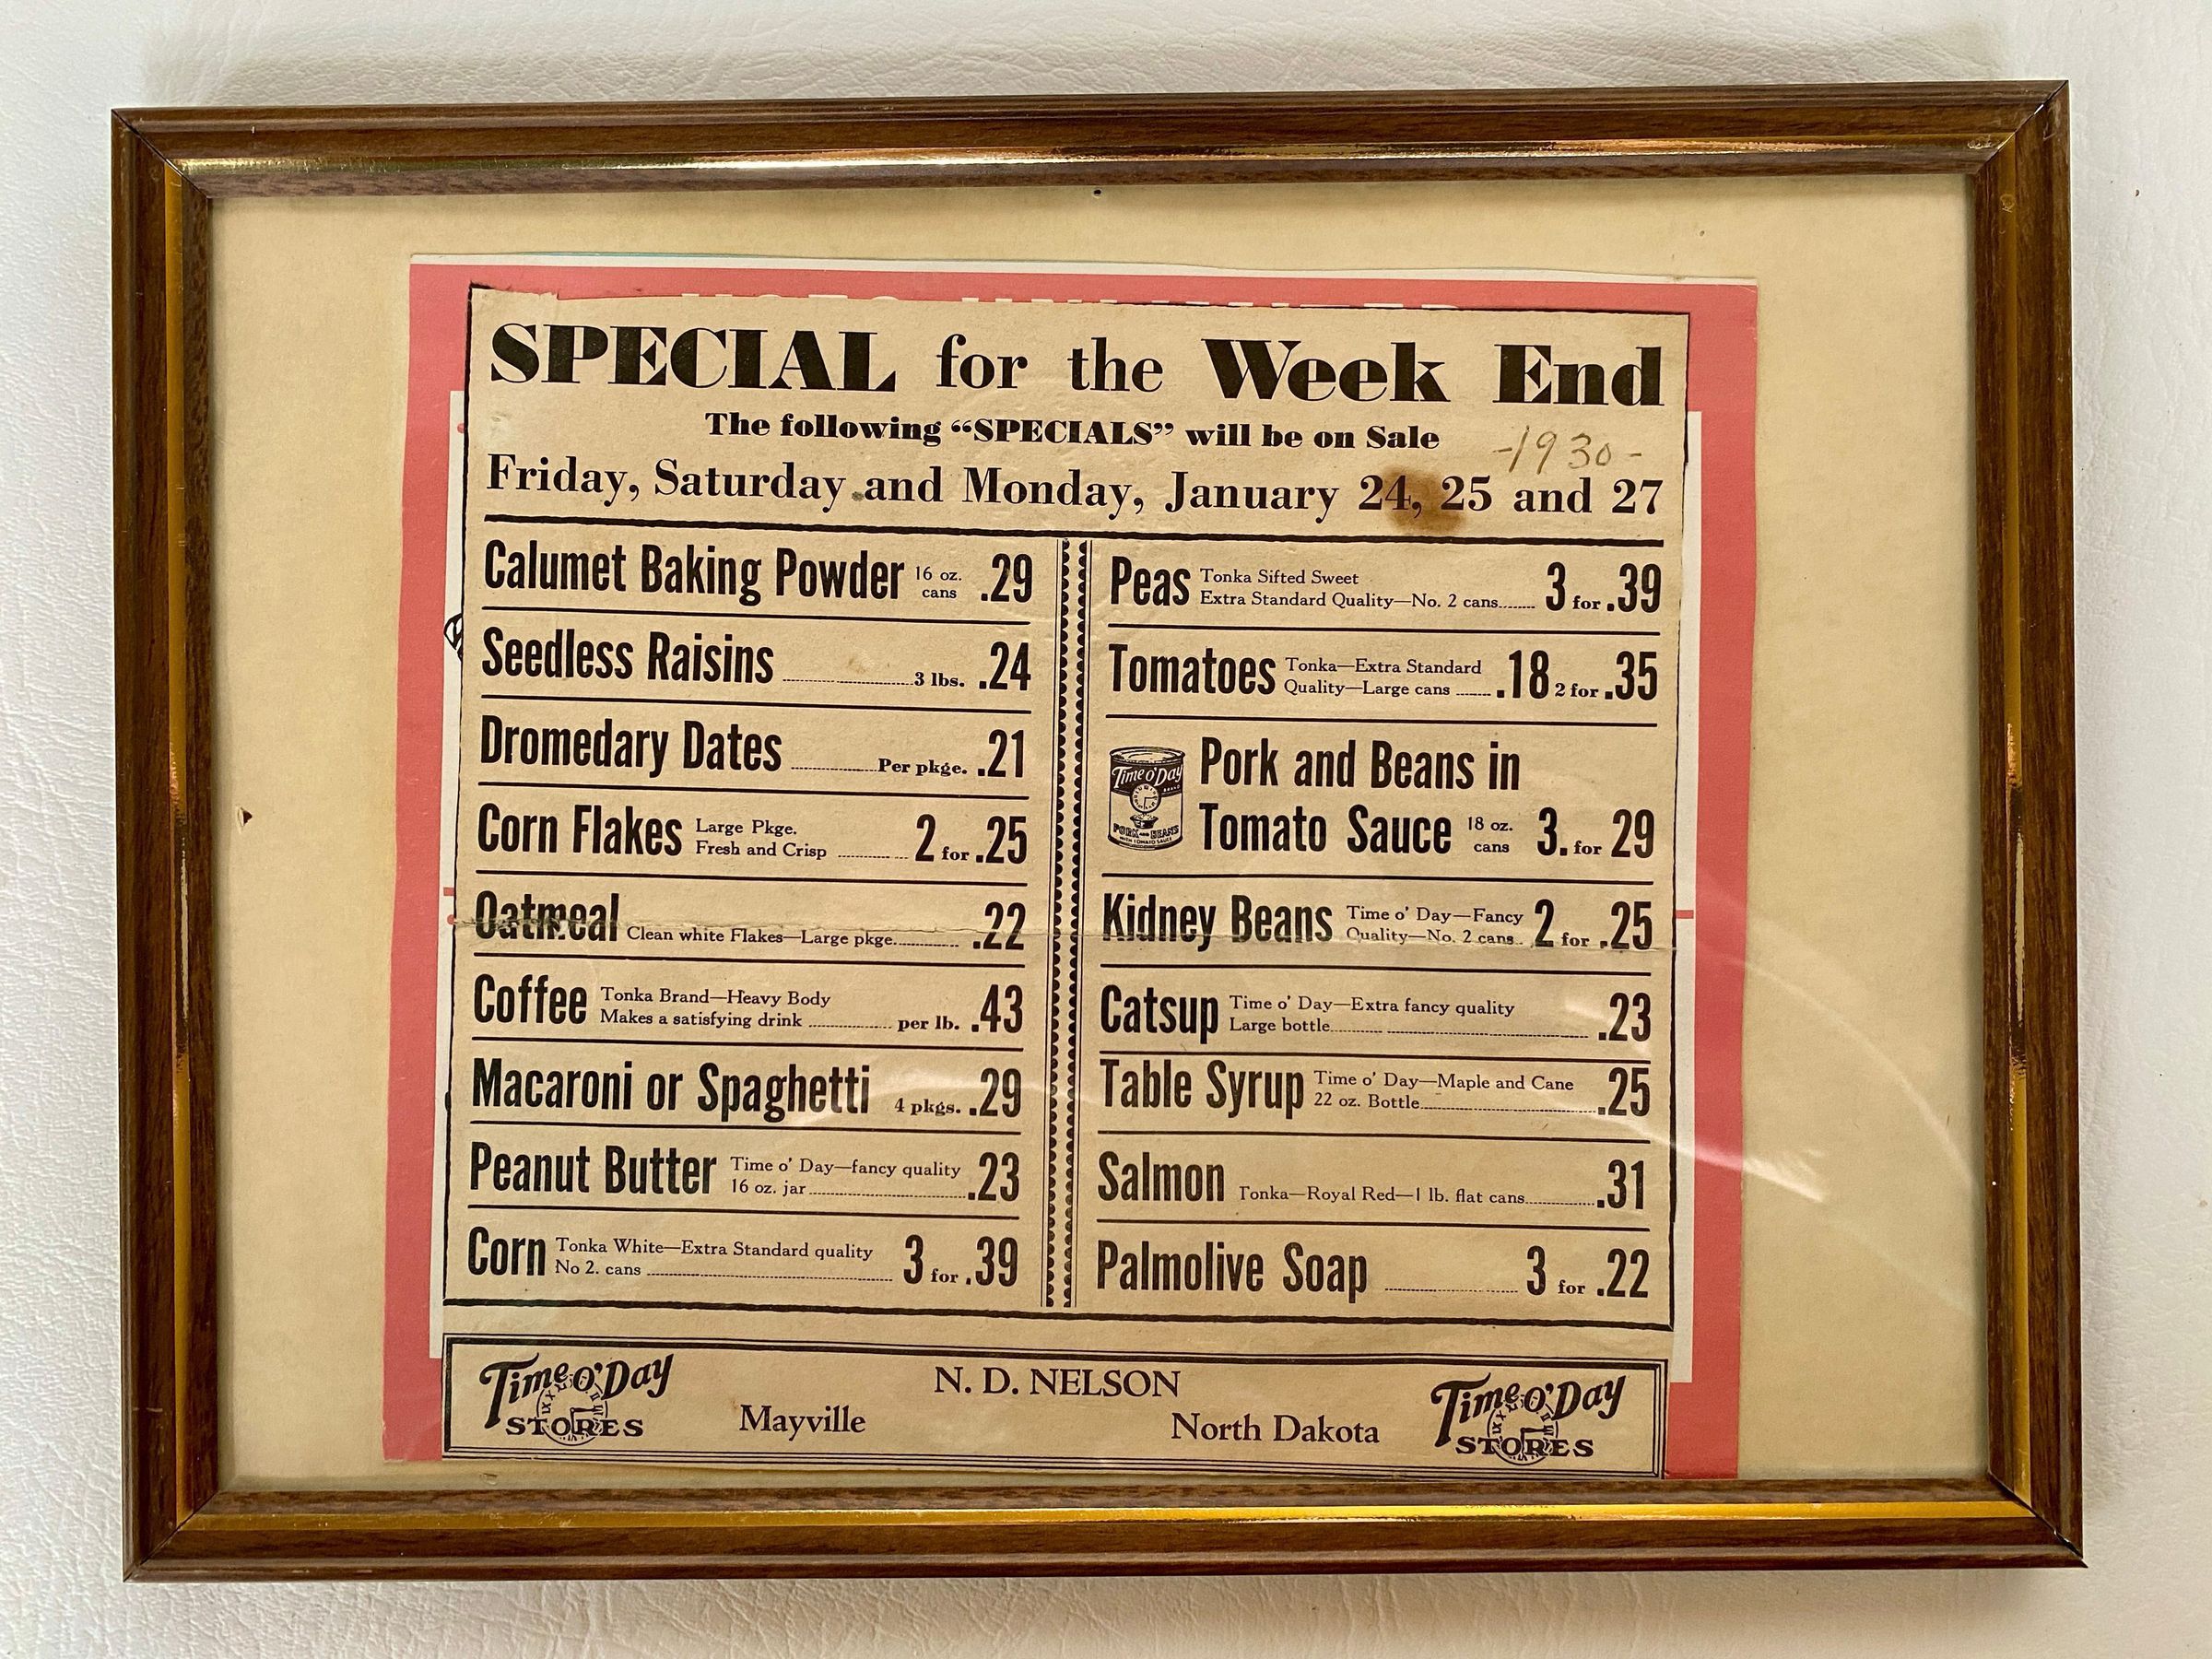 SPECIAL for the Week End
The following “SPECIALS” will be on Sale
-1930-
Friday, Saturday and Monday, January 24, 25 and 27
Calumet Baking Powder 16 oz. cans .29
Seedless Raisins 3 lbs. .24
Dromedary Dates Per pkge. .21
Corn Flakes Large Pkge.
Fresh and Crisp 2 for .25
Oatmeal Clean white Flakes—Large pkge. .22
Coffee Tonka Brand—Heavy Body
Makes a satisfying drink per lb. .43
Macaroni or Spaghetti 4 pkgs. .29
Peanut Butter Time o' Day—fancy quality
16 oz. jar .23
Corn Tonka White—Extra Standard quality
No 2. cans 3 for .39
Peas Tonka Sifted Sweet
Extra Standard Quality—No. 2 cans 3 for .39
Tomatoes Tonka—Extra Standard
Quality—Large cans .18 2 for .35
Time o' Day
BRAND
PORK and BEANS
WITH TOMATO SAUCE
Pork and Beans in
Tomato Sauce 18 oz. cans 3. for 29
Kidney Beans Time o' Day—Fancy
Quality—No. 2 cans 2 for .25
Catsup Time o' Day—Extra fancy quality
Large bottle .23
Table Syrup Time o' Day—Maple and Cane
22 oz. Bottle .25
Salmon Tonka—Royal Red—1 lb. flat cans .31
Palmolive Soap 3 for .22
Time o' Day
STORES
N. D. NELSON
Mayville North Dakota
Time o' Day
STORES